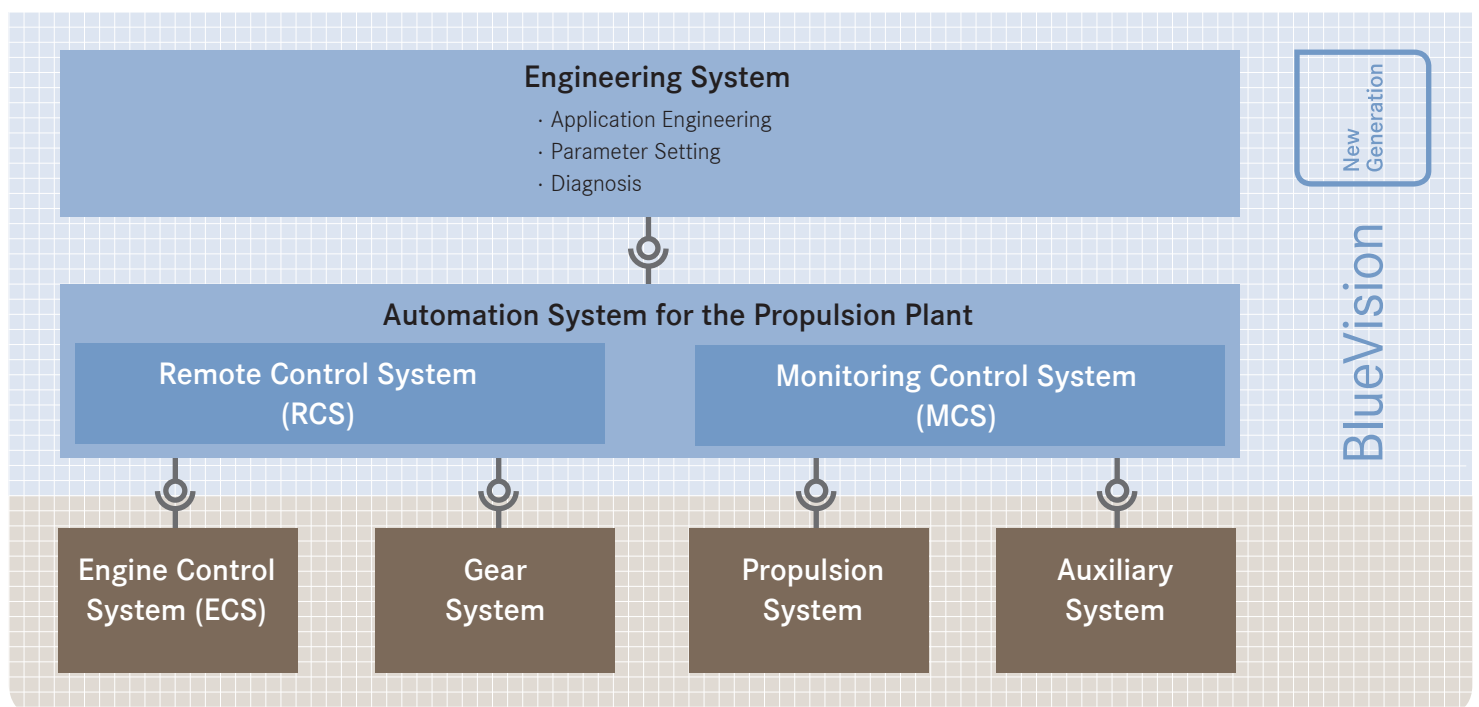 Engineering System
· Application Engineering
· Parameter Setting
· Diagnosis
New
Generation
BlueVision
Automation System for the Propulsion Plant
Remote Control System
(RCS)
Monitoring Control System
(MCS)
Engine Control
System (ECS)
Gear
System
Propulsion
System
Auxiliary
System